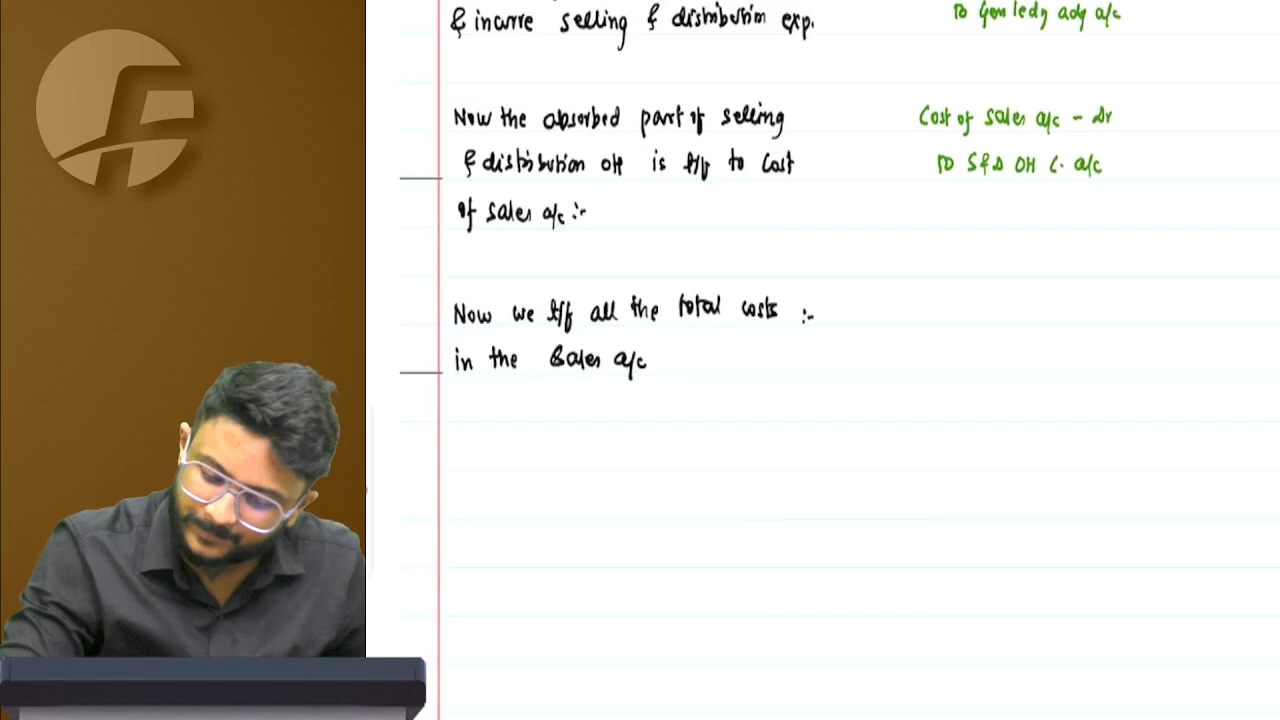 & incurre selling & distribution exp.
To Gen ledg adj a/c
Now the absorbed part of selling
& distribution OH is t/f to cost
of sales a/c :-
Cost of sales a/c - Dr
To S&D OH C. a/c
Now we t/f all the total costs :-
in the Sales a/c